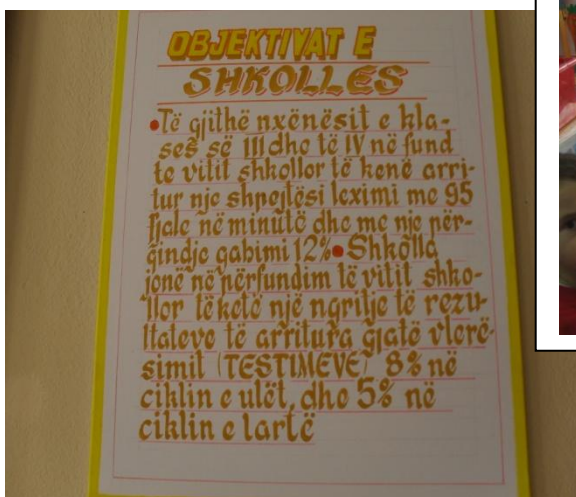 OBJEKTIVAT E
SHKOLLES
•Të gjithë nxënësit e kla-
ses së III dhe të IV në fund
te vitit shkollor të kenë arri-
tur nje shpejtësi leximi me 95
fjale në minutë dhe me nje për-
qindje gabimi 12%•Shkolla
jonë në përfundim të vitit shko-
llor të ketë një ngritje të rezu-
ltateve të arritura gjatë vlerë-
simit (TESTIMEVE) 8% në
ciklin e ulët, dhe 5% në
ciklin e lartë